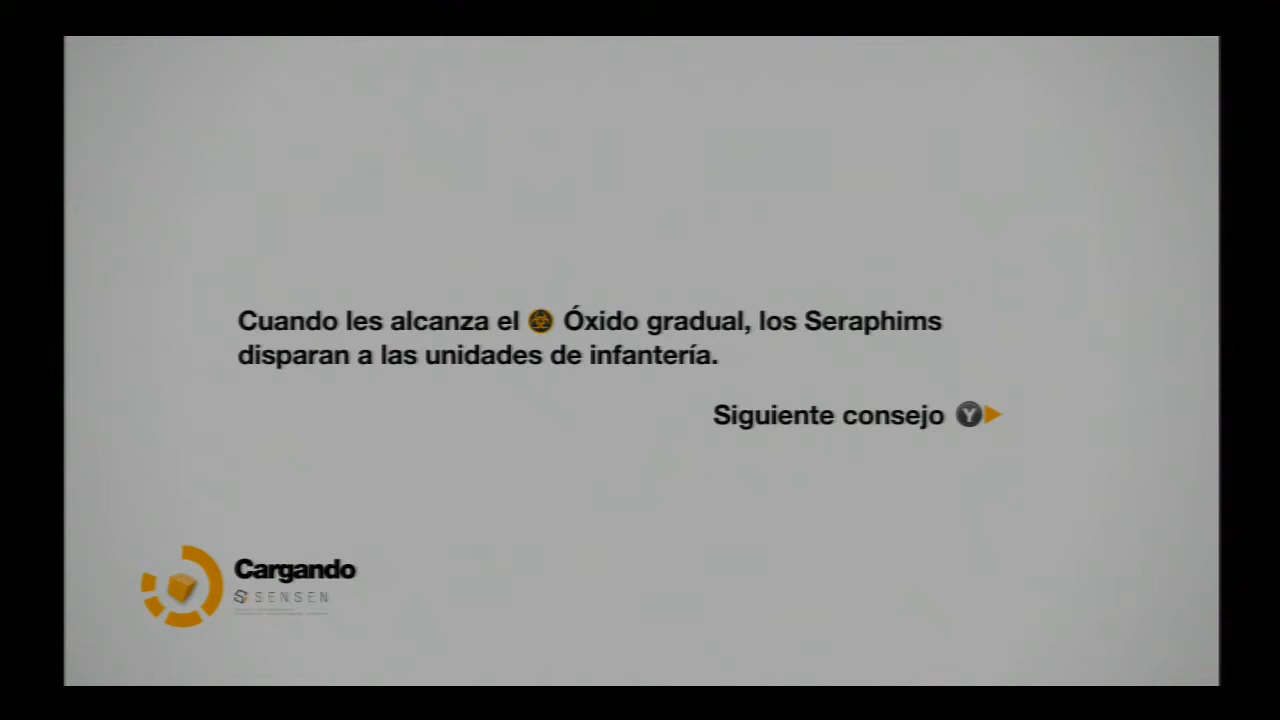 Cuando les alcanza el Óxido gradual, los Seraphims
disparan a las unidades de infantería.
Siguiente consejo Y
Cargando
SENSEN